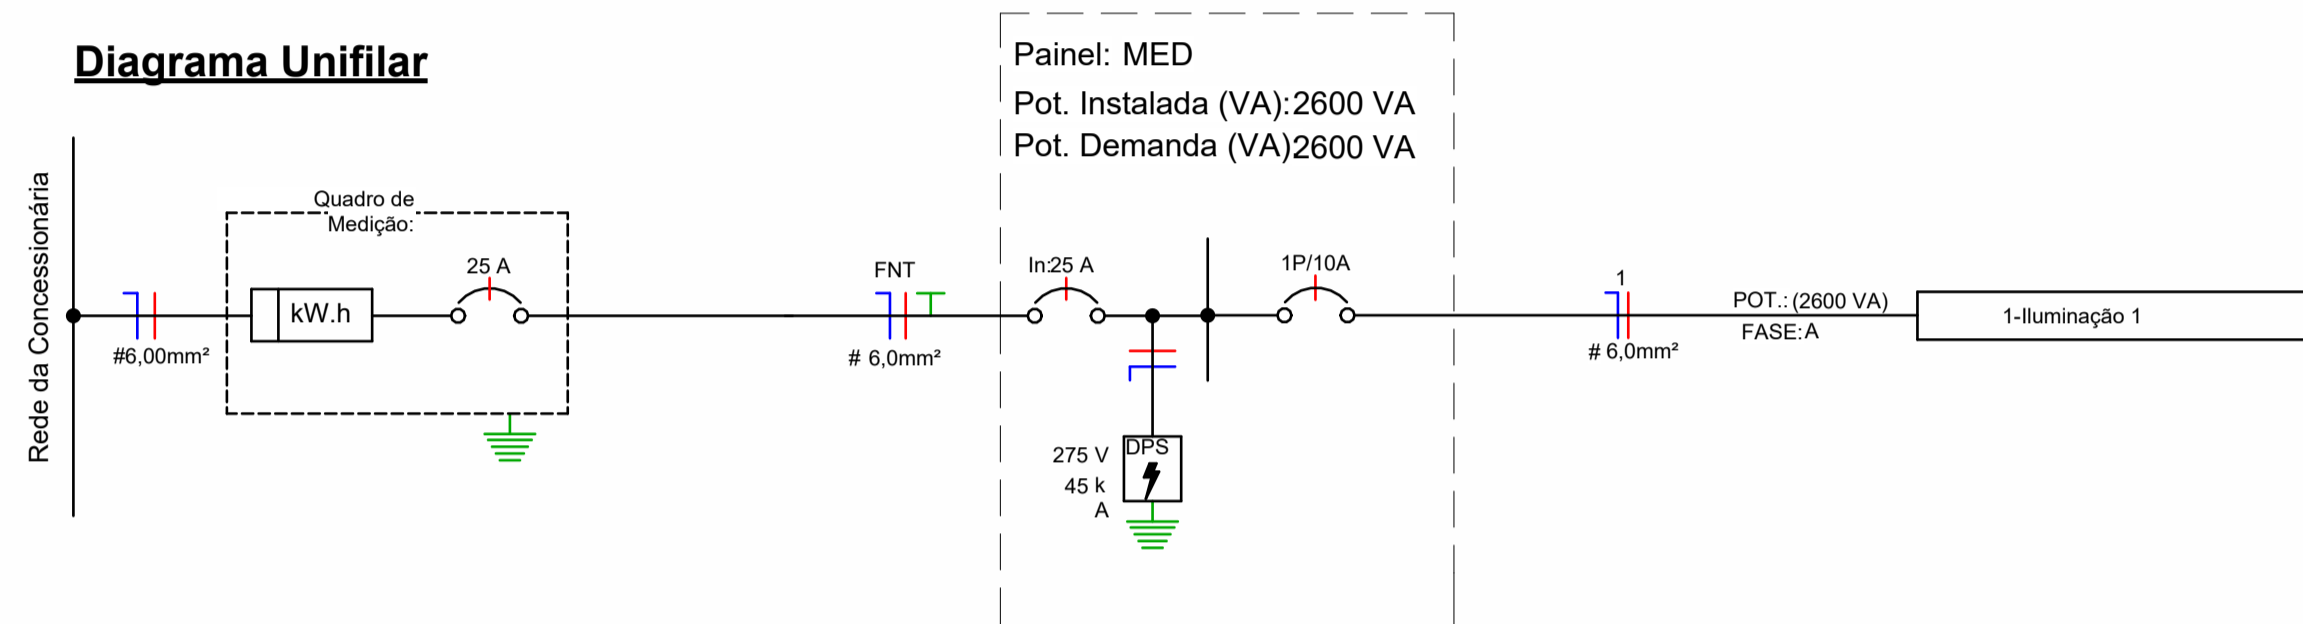 Diagrama Unifilar
Painel: MED
Pot. Instalada (VA):2600 VA
Pot. Demanda (VA)2600 VA
Rede da Concessionária
Quadro de
Medição:
#6,00mm²
kW.h
25 A
FNT
# 6,0mm²
In:25 A
1P/10A
275 V
45 k
A
DPS
1
# 6,0mm²
POT.: (2600 VA)
FASE:A
1-Iluminação 1